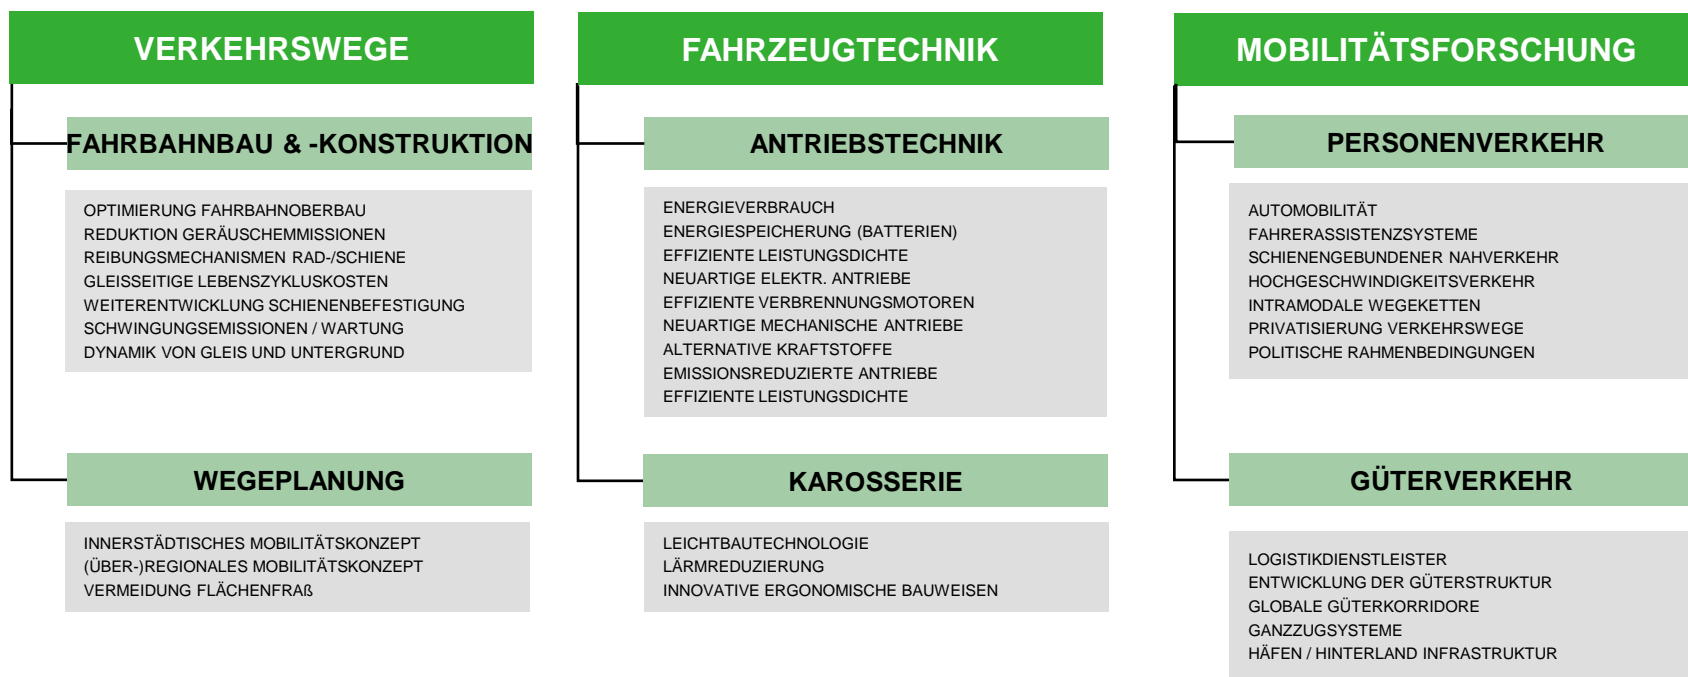 VERKEHRSWEGE
FAHRBAHNBAU & -KONSTRUKTION
OPTIMIERUNG FAHRBAHNOBERBAU
REDUKTION GERÄUSCHEMMISSIONEN
REIBUNGSMECHANISMEN RAD-/SCHIENE
GLEISSEITIGE LEBENSZYKLUSKOSTEN
WEITERENTWICKLUNG SCHIENENBEFESTIGUNG
SCHWINGUNGSEMISSIONEN / WARTUNG
DYNAMIK VON GLEIS UND UNTERGRUND
WEGEPLANUNG
INNERSTÄDTISCHES MOBILITÄTSKONZEPT
(ÜBER-)REGIONALES MOBILITÄTSKONZEPT
VERMEIDUNG FLÄCHENFRAß
FAHRZEUGTECHNIK
ANTRIEBSTECHNIK
ENERGIEVERBRAUCH
ENERGIESPEICHERUNG (BATTERIEN)
EFFIZIENTE LEISTUNGSDICHTE
NEUARTIGE ELEKTR. ANTRIEBE
EFFIZIENTE VERBRENNUNGSMOTOREN
NEUARTIGE MECHANISCHE ANTRIEBE
ALTERNATIVE KRAFTSTOFFE
EMISSIONSREDUZIERTE ANTRIEBE
EFFIZIENTE LEISTUNGSDICHTE
KAROSSERIE
LEICHTBAUTECHNOLOGIE
LÄRMREDUZIERUNG
INNOVATIVE ERGONOMISCHE BAUWEISEN
MOBILITÄTSFORSCHUNG
PERSONENVERKEHR
AUTOMOBILITÄT
FAHRERASSISTENZSYSTEME
SCHIENENGEBUNDENER NAHVERKEHR
HOCHGESCHWINDIGKEITSVERKEHR
INTRAMODALE WEGEKETTEN
PRIVATISIERUNG VERKEHRSWEGE
POLITISCHE RAHMENBEDINGUNGEN
GÜTERVERKEHR
LOGISTIKDIENSTLEISTER
ENTWICKLUNG DER GÜTERSTRUKTUR
GLOBALE GÜTERKORRIDORE
GANZZUGSYSTEME
HÄFEN / HINTERLAND INFRASTRUKTUR